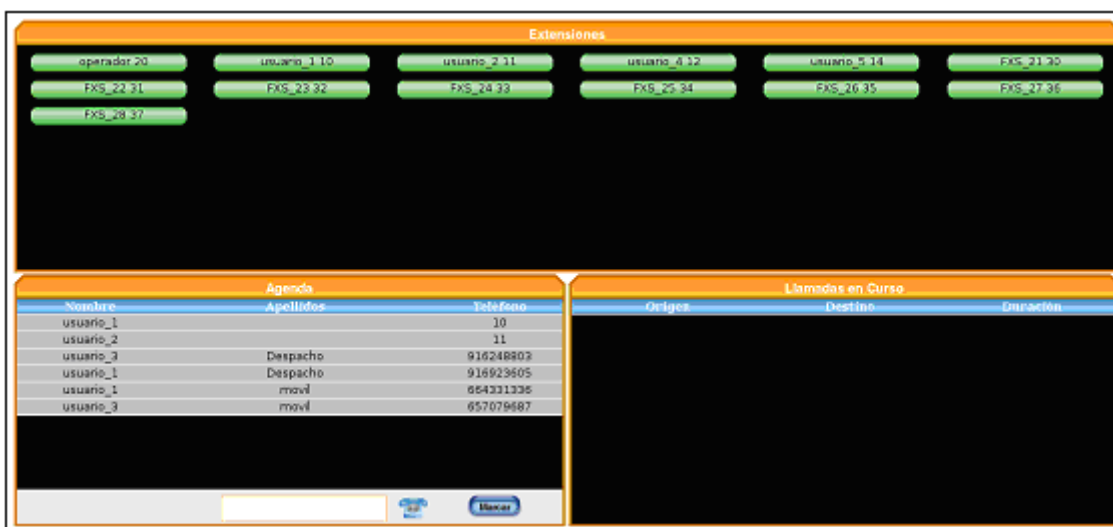 Extensiones
operador 20 usuario_1 10 usuario_2 11 usuario_4 12 usuario_5 14 FXS_21 30
FXS_22 31 FXS_23 32 FXS_24 33 FXS_25 34 FXS_26 35 FXS_27 36
FXS_28 37
Agenda
Nombre Apellidos Teléfono
usuario_1 10
usuario_2 11
usuario_3 Despacho 916248803
usuario_1 Despacho 916923605
usuario_1 movil 664331336
usuario_3 movil 657079687
Marcar
Llamadas en Curso
Origen Destino Duración